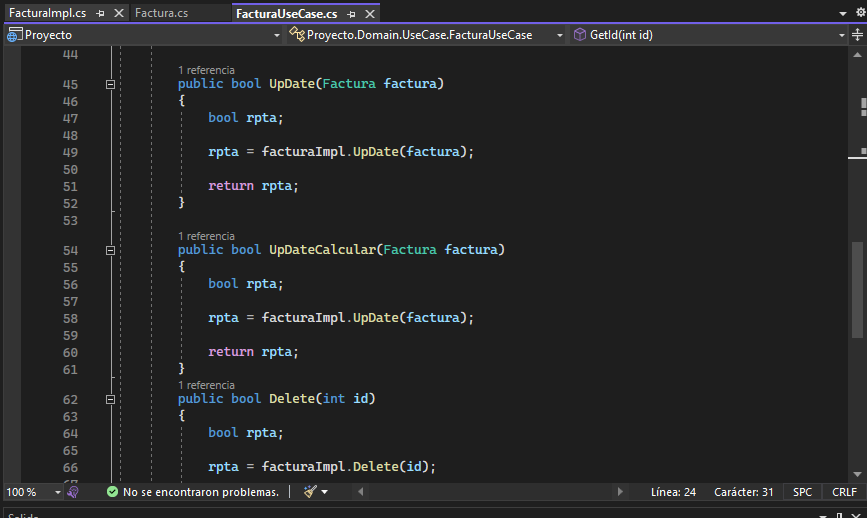 FacturaImpl.cs Factura.cs FacturaUseCase.cs
Proyecto Proyecto.Domain.UseCase.FacturaUseCase GetId(int id)
44
1 referencia
45 public bool UpDate(Factura factura)
46 {
47 bool rpta;
48
49 rpta = facturaImpl.UpDate(factura);
50
51 return rpta;
52 }
53
1 referencia
54 public bool UpDateCalcular(Factura factura)
55 {
56 bool rpta;
57
58 rpta = facturaImpl.UpDate(factura);
59
60 return rpta;
61 }
1 referencia
62 public bool Delete(int id)
63 {
64 bool rpta;
65
66 rpta = facturaImpl.Delete(id);
67
100 % No se encontraron problemas. Línea: 24 Carácter: 31 SPC CRLF
Salida